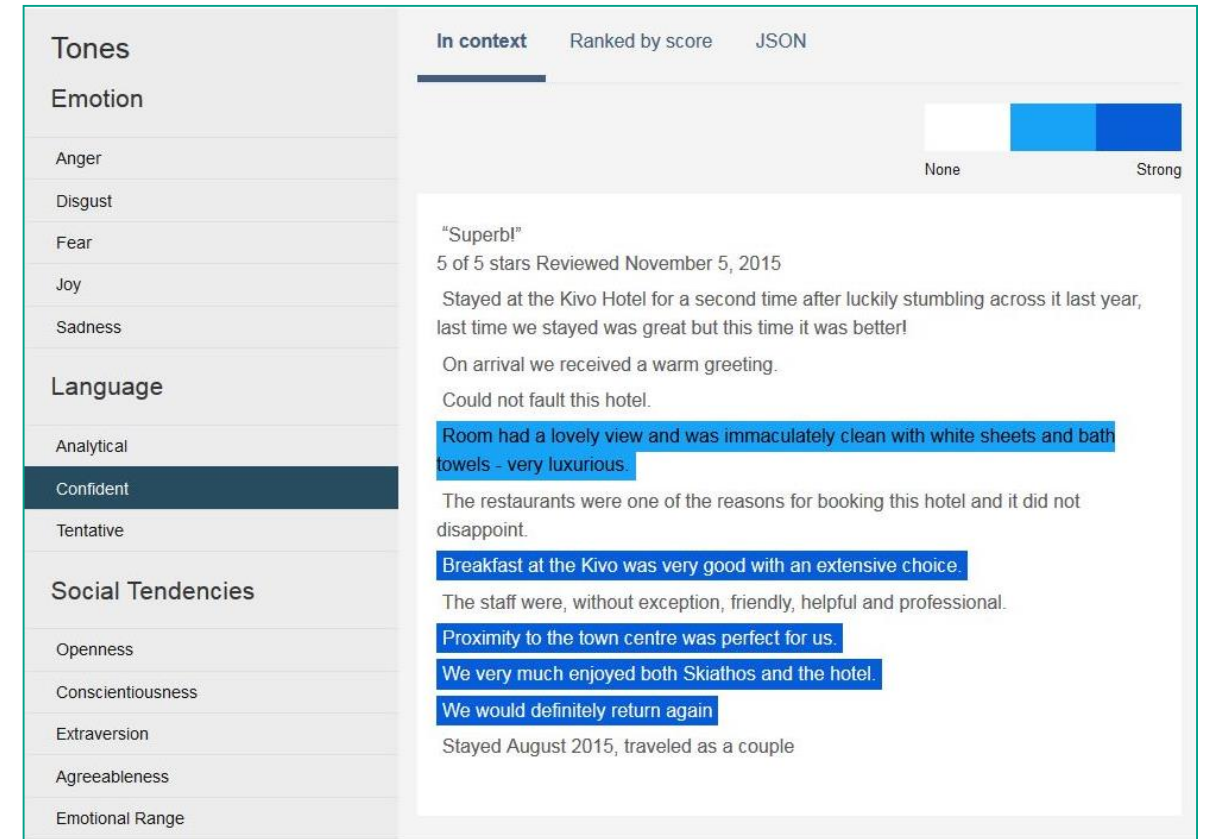 Tones
Emotion
Anger
Disgust
Fear
Joy
Sadness
Language
Analytical
Confident
Tentative
Social Tendencies
Openness
Conscientiousness
Extraversion
Agreeableness
Emotional Range
In context Ranked by score JSON
None Strong
“Superb!”
5 of 5 stars Reviewed November 5, 2015
Stayed at the Kivo Hotel for a second time after luckily stumbling across it last year,
last time we stayed was great but this time it was better!
On arrival we received a warm greeting.
Could not fault this hotel.
Room had a lovely view and was immaculately clean with white sheets and bath
towels - very luxurious.
The restaurants were one of the reasons for booking this hotel and it did not
disappoint.
Breakfast at the Kivo was very good with an extensive choice.
The staff were, without exception, friendly, helpful and professional.
Proximity to the town centre was perfect for us.
We very much enjoyed both Skiathos and the hotel.
We would definitely return again
Stayed August 2015, traveled as a couple